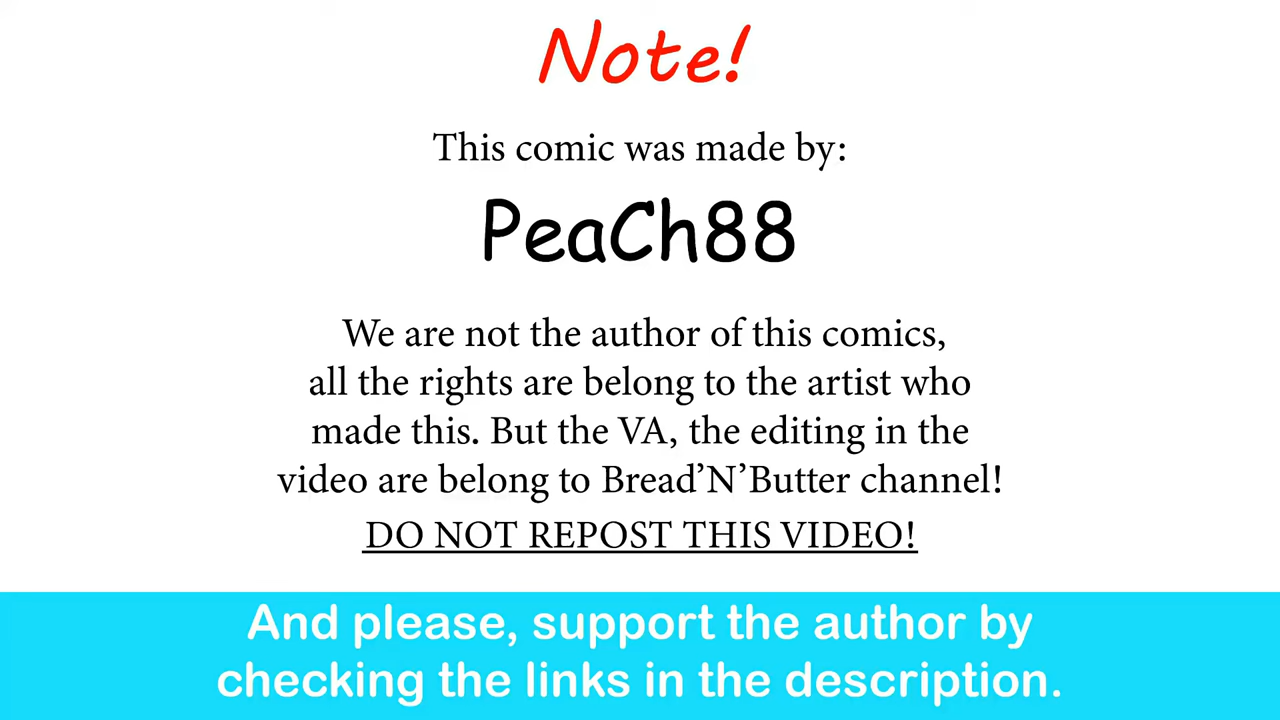 Note!
This comic was made by:
PeaCh88
We are not the author of this comics,
all the rights are belong to the artist who
made this. But the VA, the editing in the
video are belong to Bread’N’Butter channel!
DO NOT REPOST THIS VIDEO!
And please, support the author by
checking the links in the description.